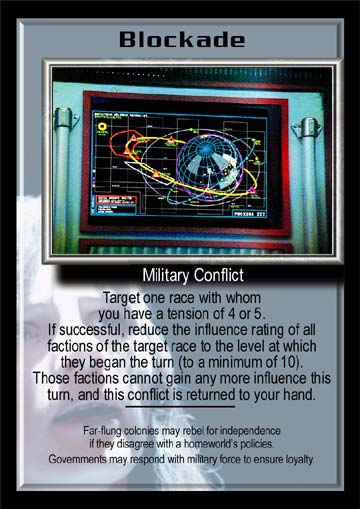 Blockade
PROXIMA III
Military Conflict
Target one race with whom
you have a tension of 4 or 5.
If successful, reduce the influence rating of all
factions of the target race to the level at which
they began the turn (to a minimum of 10).
Those factions cannot gain any more influence this
turn, and this conflict is returned to your hand.
Far-flung colonies may rebel for independence
if they disagree with a homeworld's policies.
Governments may respond with military force to ensure loyalty.